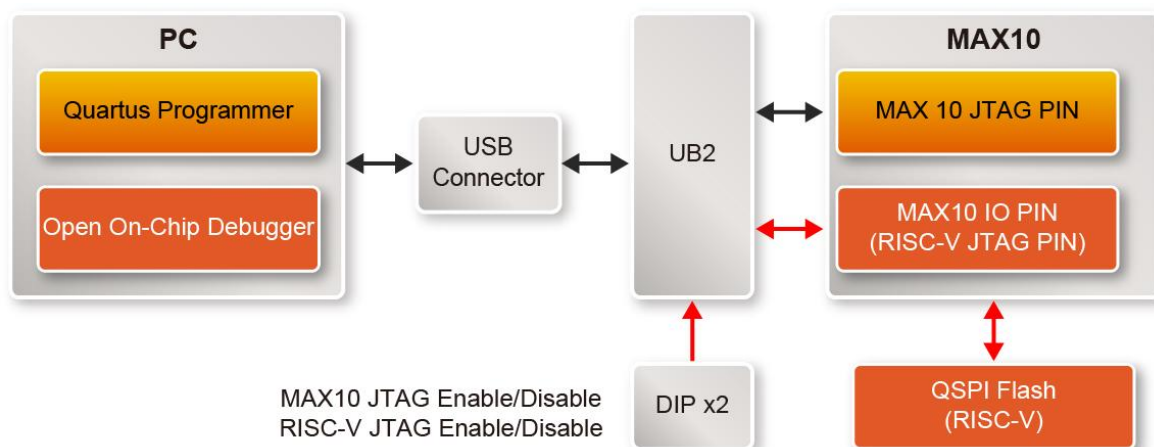 PC
Quartus Programmer
Open On-Chip Debugger
USB
Connector
UB2
MAX10
MAX 10 JTAG PIN
MAX10 IO PIN
(RISC-V JTAG PIN)
MAX10 JTAG Enable/Disable
RISC-V JTAG Enable/Disable
DIP x2
QSPI Flash
(RISC-V)